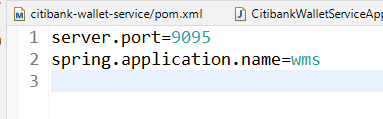 citibank-wallet-service/pom.xml CitibankWalletServiceApp
1 server.port=9095
2 spring.application.name=wms
3